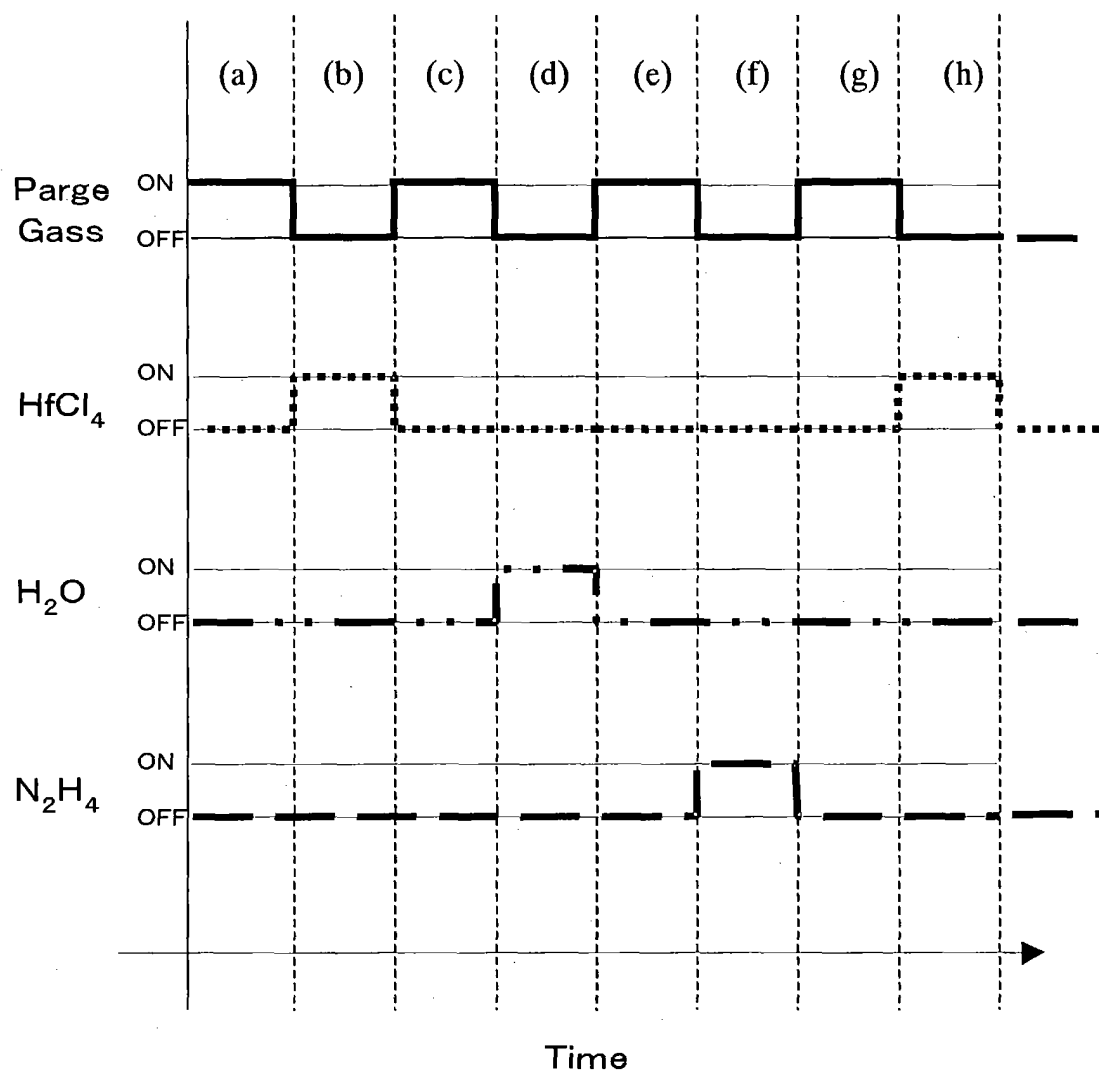 (a) (b) (c) (d) (e) (f) (g) (h)
Parge
Gass
ON
OFF
HfCl₄
ON
OFF
H₂O
ON
OFF
N₂H₄
ON
OFF
Time